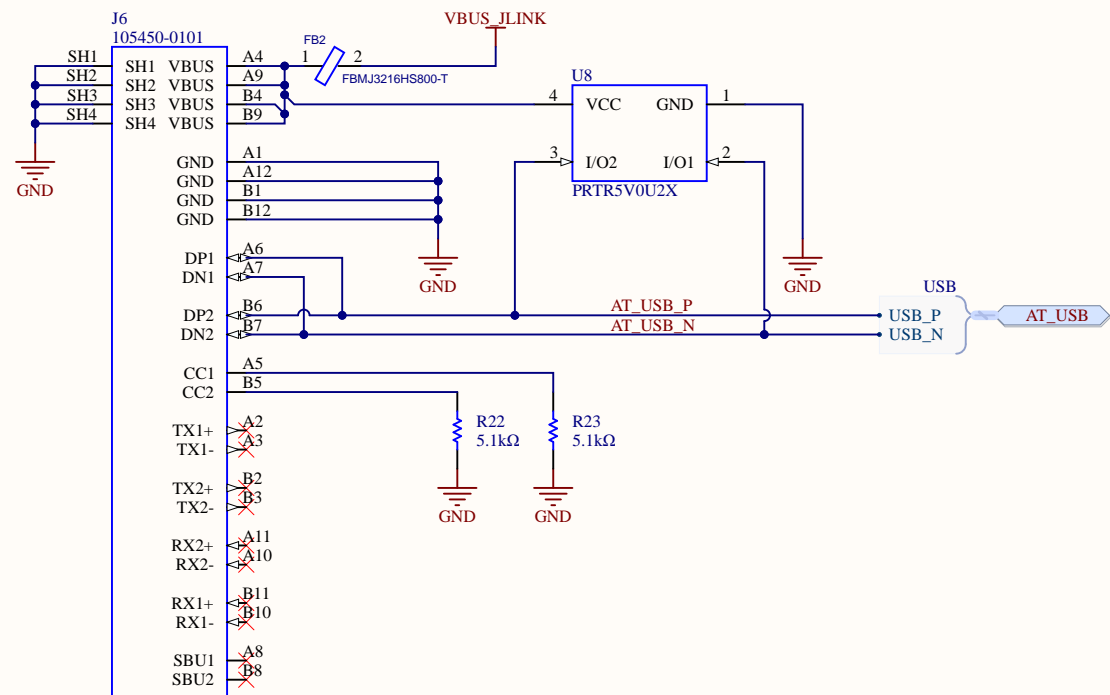 J6
105450-0101
VBUS_JLINK
FB2
1 2
FBMJ3216HS800-T
SH1 SH1 VBUS A4
SH2 SH2 VBUS A9
SH3 SH3 VBUS B4
SH4 SH4 VBUS B9
GND
U8
4 VCC GND 1
3 I/O2 I/O1 2
PRTR5V0U2X
GND A1
GND A12
GND B1
GND B12
GND
GND
DP1 A6
DN1 A7
DP2 B6
DN2 B7
AT_USB_P
AT_USB_N
USB
USB_P
USB_N
AT_USB
CC1 A5
CC2 B5
R22
5.1kΩ
R23
5.1kΩ
GND
GND
TX1+ A2
TX1- A3
TX2+ B2
TX2- B3
RX2+ A11
RX2- A10
RX1+ B11
RX1- B10
SBU1 A8
SBU2 B8